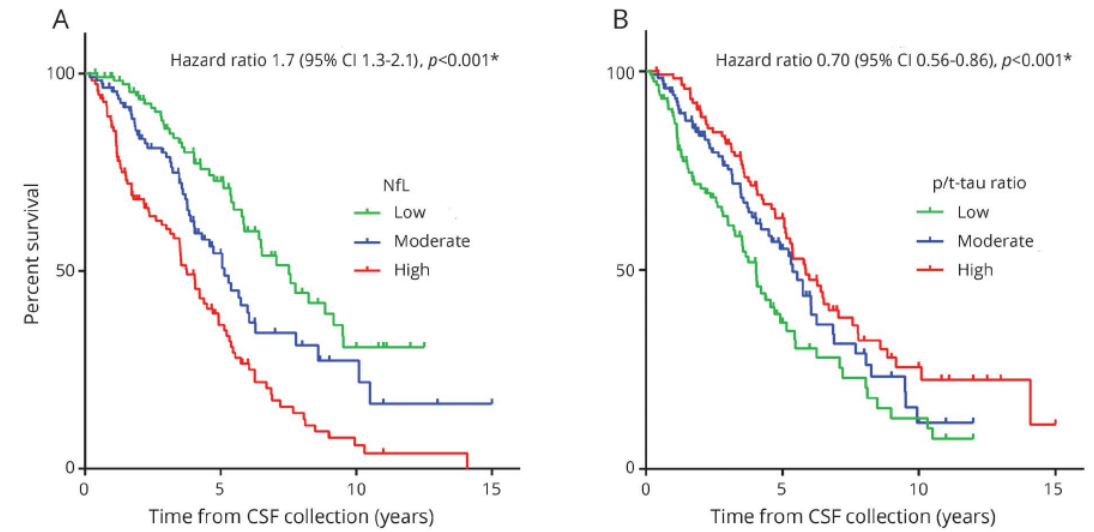 A
Hazard ratio 1.7 (95% CI 1.3-2.1), p<0.001*
100
50
0
Percent survival
NfL
Low
Moderate
High
0 5 10 15
Time from CSF collection (years)
B
Hazard ratio 0.70 (95% CI 0.56-0.86), p<0.001*
100
50
0
p/t-tau ratio
Low
Moderate
High
0 5 10 15
Time from CSF collection (years)